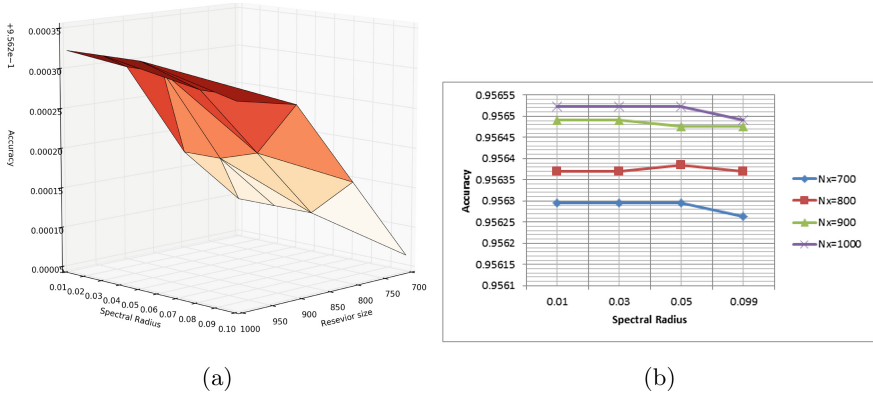 +9.562e−1
Accuracy
0.00035
0.00030
0.00025
0.00020
0.00015
0.00010
0.00005
0.01 0.02 0.03 0.04 0.05 0.06 0.07 0.08 0.09 0.10
Spectral Radius
1000 950 900 850 800 750 700
Resevior size
(a)
Accuracy
0.95655
0.9565
0.95645
0.9564
0.95635
0.9563
0.95625
0.9562
0.95615
0.9561
0.01 0.03 0.05 0.099
Spectral Radius
Nx=700
Nx=800
Nx=900
Nx=1000
(b)